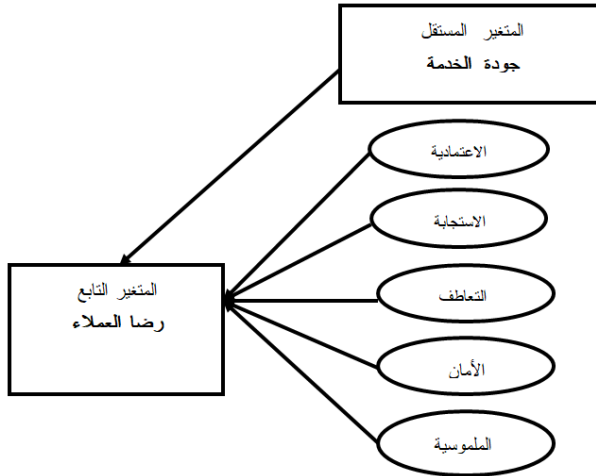 المتغير المستقل
جودة الخدمة
الاعتمادية
الاستجابة
المتغير التابع
رضا العملاء
التعاطف
الأمان
الملموسية